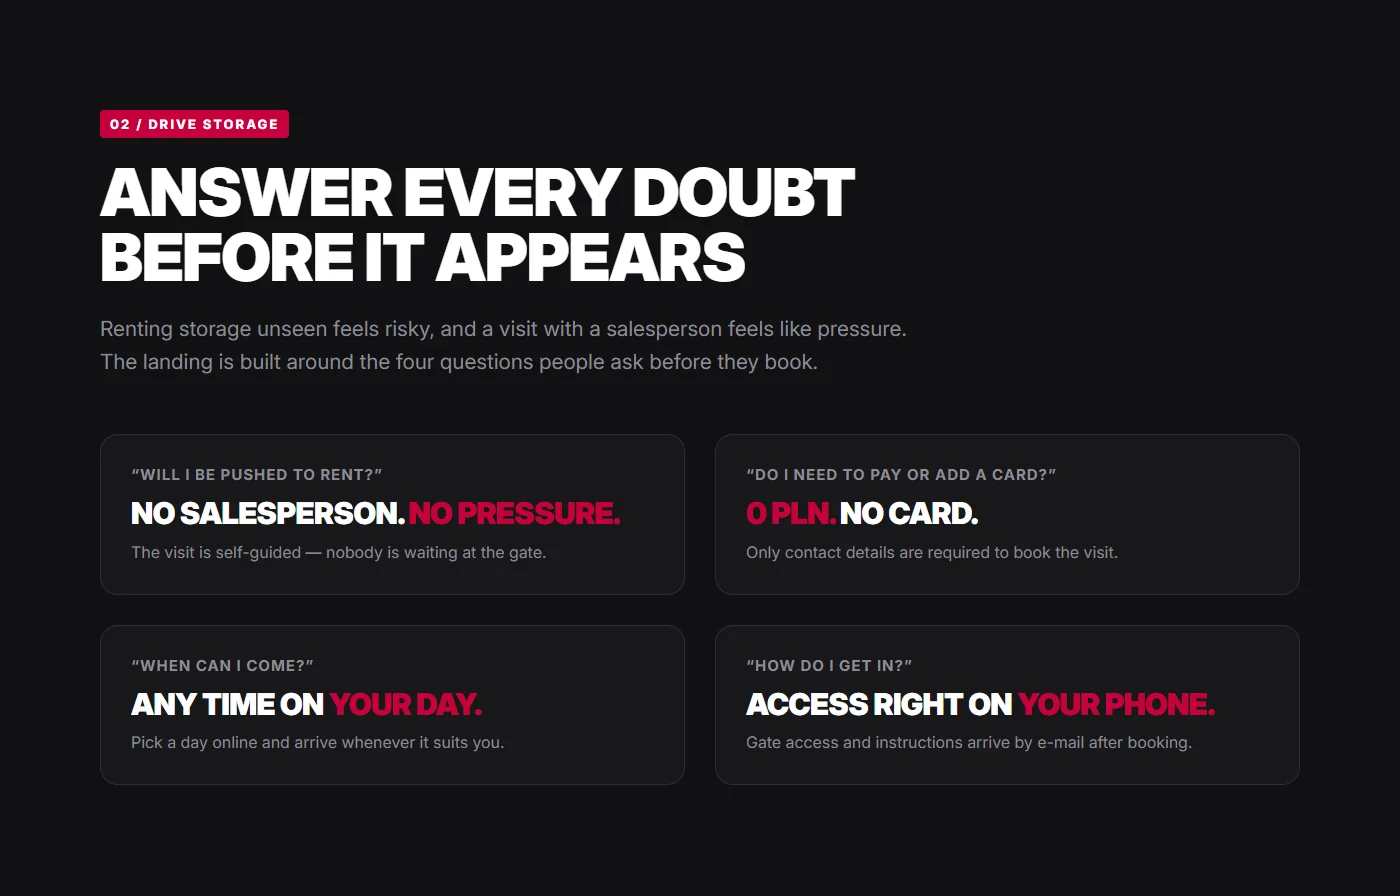 02 / DRIVE STORAGE
ANSWER EVERY DOUBT
BEFORE IT APPEARS
Renting storage unseen feels risky, and a visit with a salesperson feels like pressure.
The landing is built around the four questions people ask before they book.
“WILL I BE PUSHED TO RENT?”
NO SALESPERSON. NO PRESSURE.
The visit is self-guided — nobody is waiting at the gate.
“DO I NEED TO PAY OR ADD A CARD?”
0 PLN. NO CARD.
Only contact details are required to book the visit.
“WHEN CAN I COME?”
ANY TIME ON YOUR DAY.
Pick a day online and arrive whenever it suits you.
“HOW DO I GET IN?”
ACCESS RIGHT ON YOUR PHONE.
Gate access and instructions arrive by e-mail after booking.